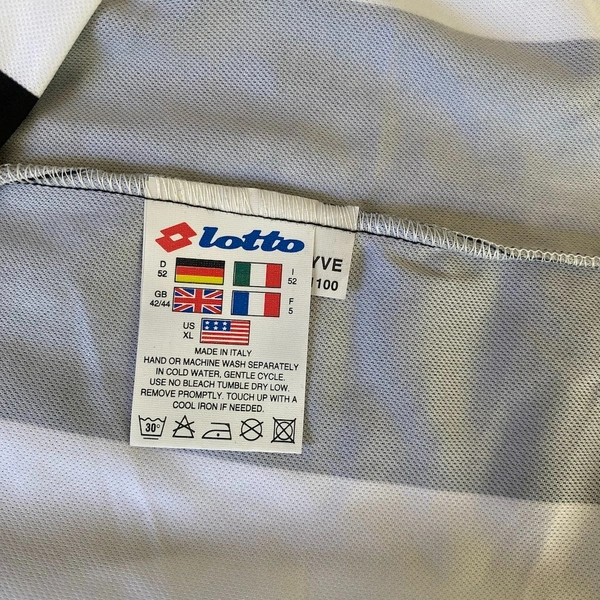 lotto
D 52
I 52
GB 42/44
F 5
US XL
MADE IN ITALY
HAND OR MACHINE WASH SEPARATELY
IN COLD WATER, GENTLE CYCLE.
USE NO BLEACH TUMBLE DRY LOW.
REMOVE PROMPTLY. TOUCH UP WITH A
COOL IRON IF NEEDED.
30°
YVE
100